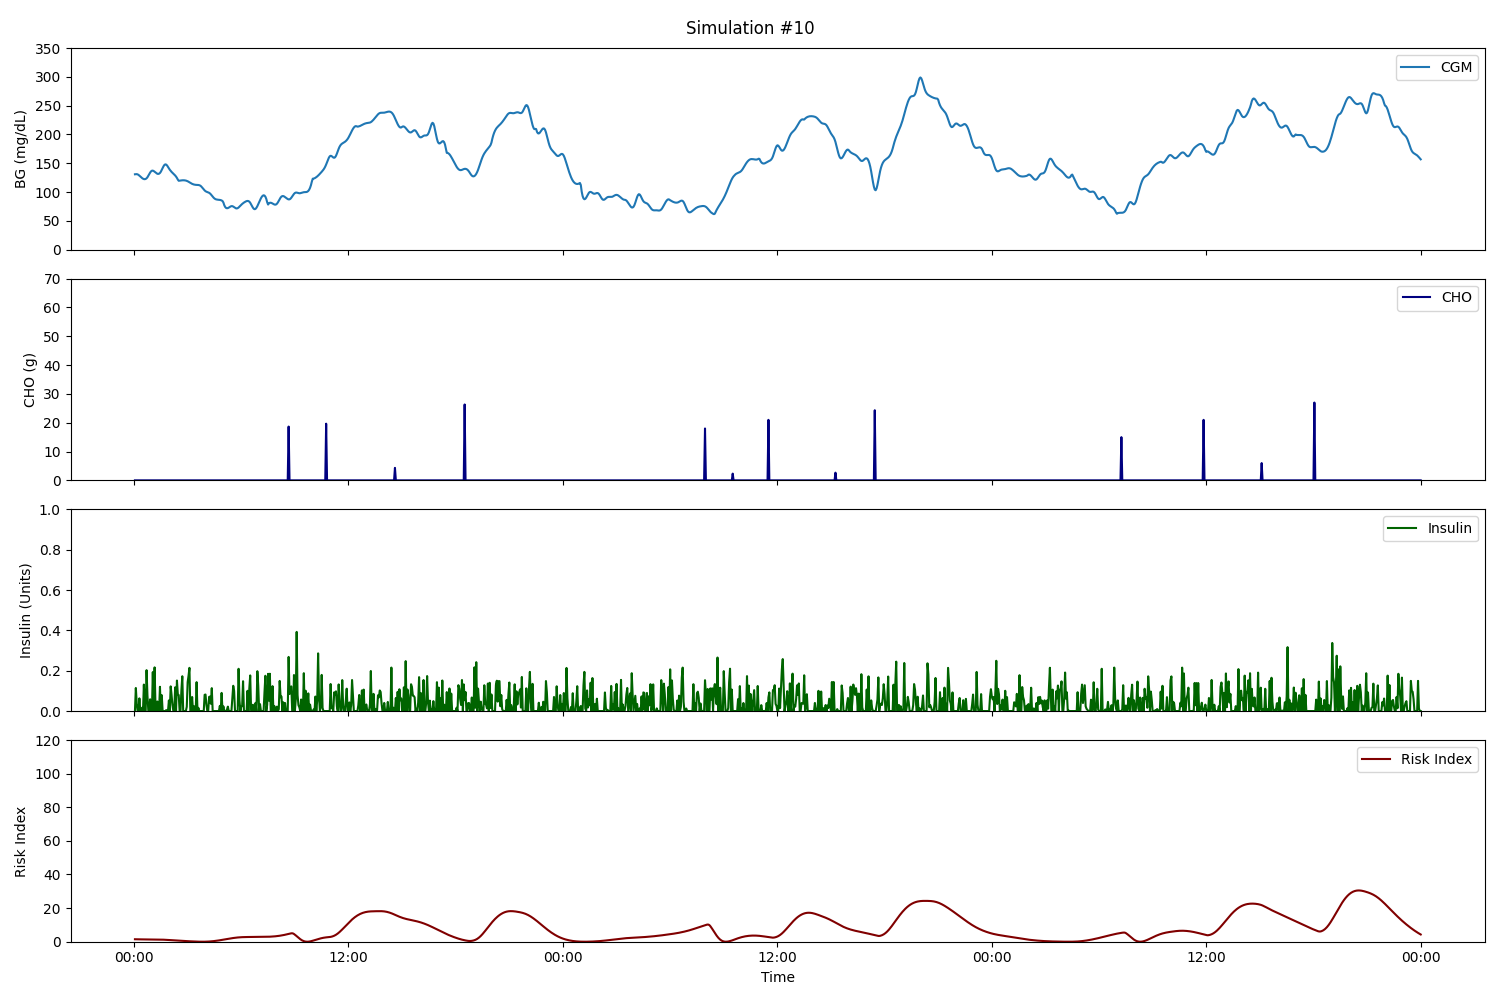 Simulation #10
350
300
250
200
150
100
50
0
BG (mg/dL)
CGM
70
60
50
40
30
20
10
0
CHO (g)
CHO
1.0
0.8
0.6
0.4
0.2
0.0
Insulin (Units)
Insulin
120
100
80
60
40
20
0
Risk Index
Risk Index
00:00 12:00 00:00 12:00 00:00 12:00 00:00
Time